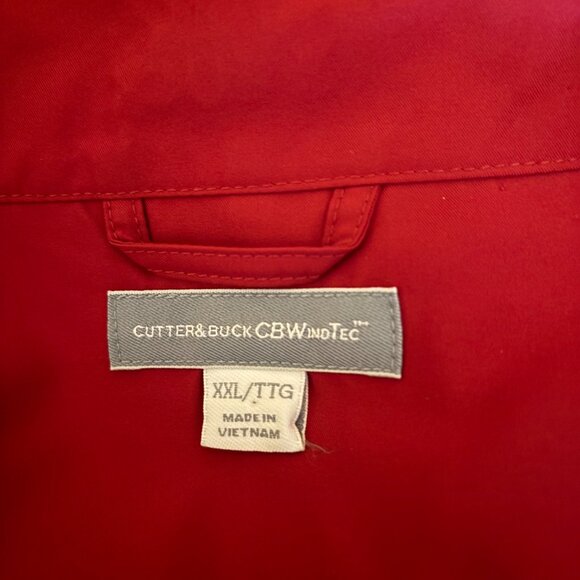 CUTTER&BUCK CBWINDTEC™
XXL/TTG
MADE IN
VIETNAM